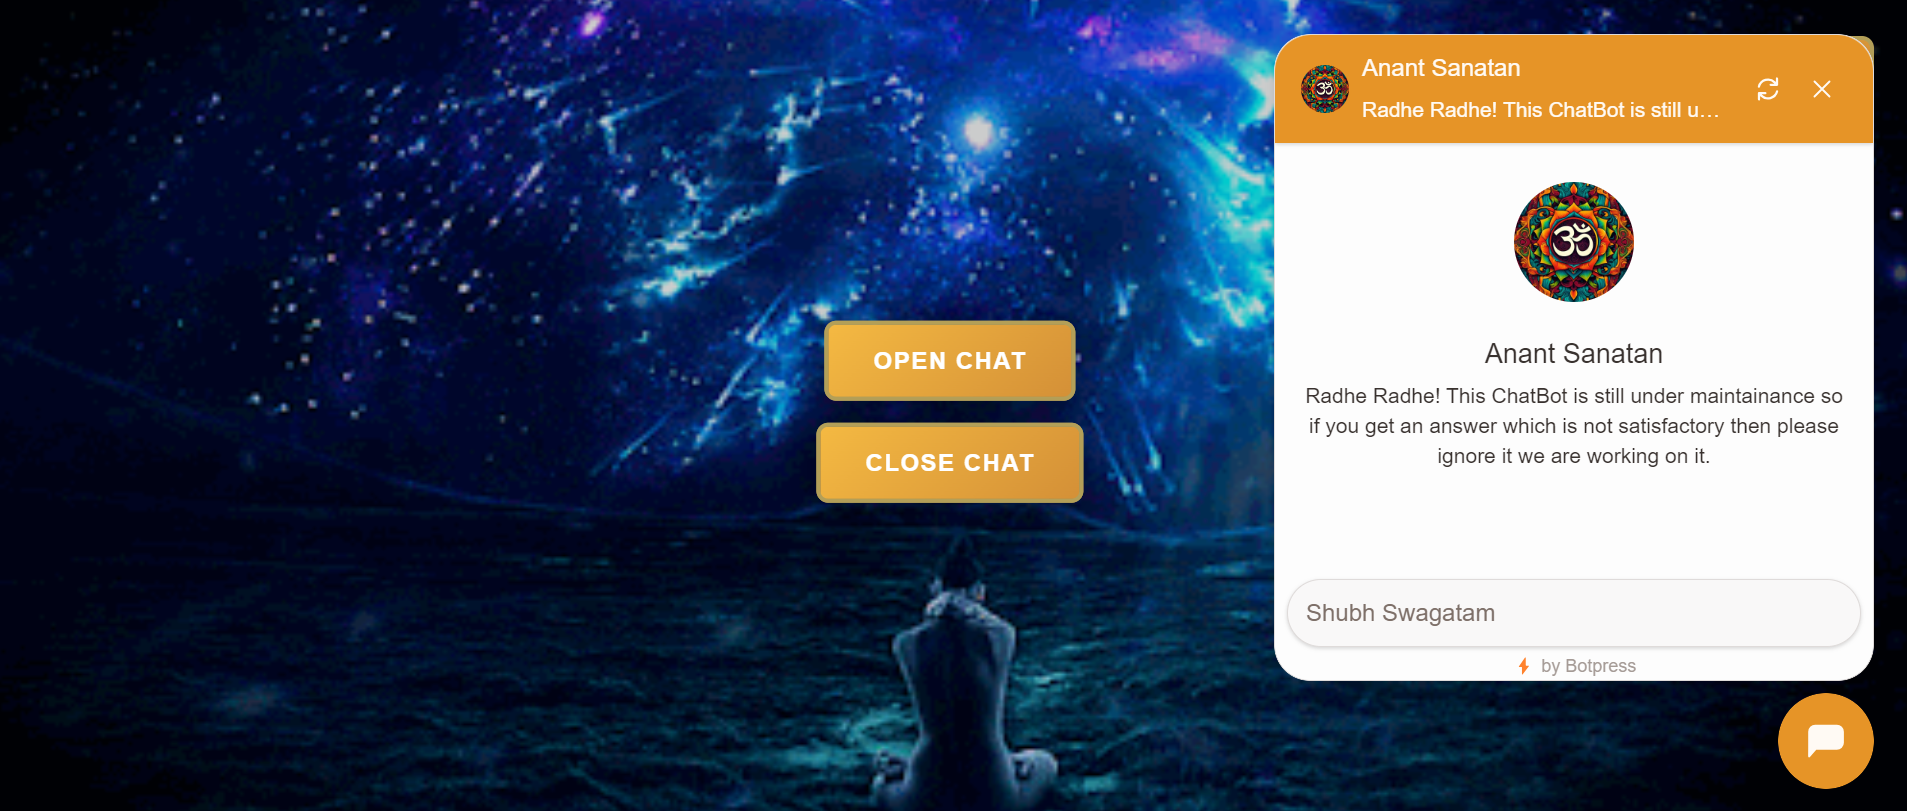 OPEN CHAT
CLOSE CHAT
Anant Sanatan
Radhe Radhe! This ChatBot is still u...
ॐ
Anant Sanatan
Radhe Radhe! This ChatBot is still under maintainance so
if you get an answer which is not satisfactory then please
ignore it we are working on it.
Shubh Swagatam
by Botpress